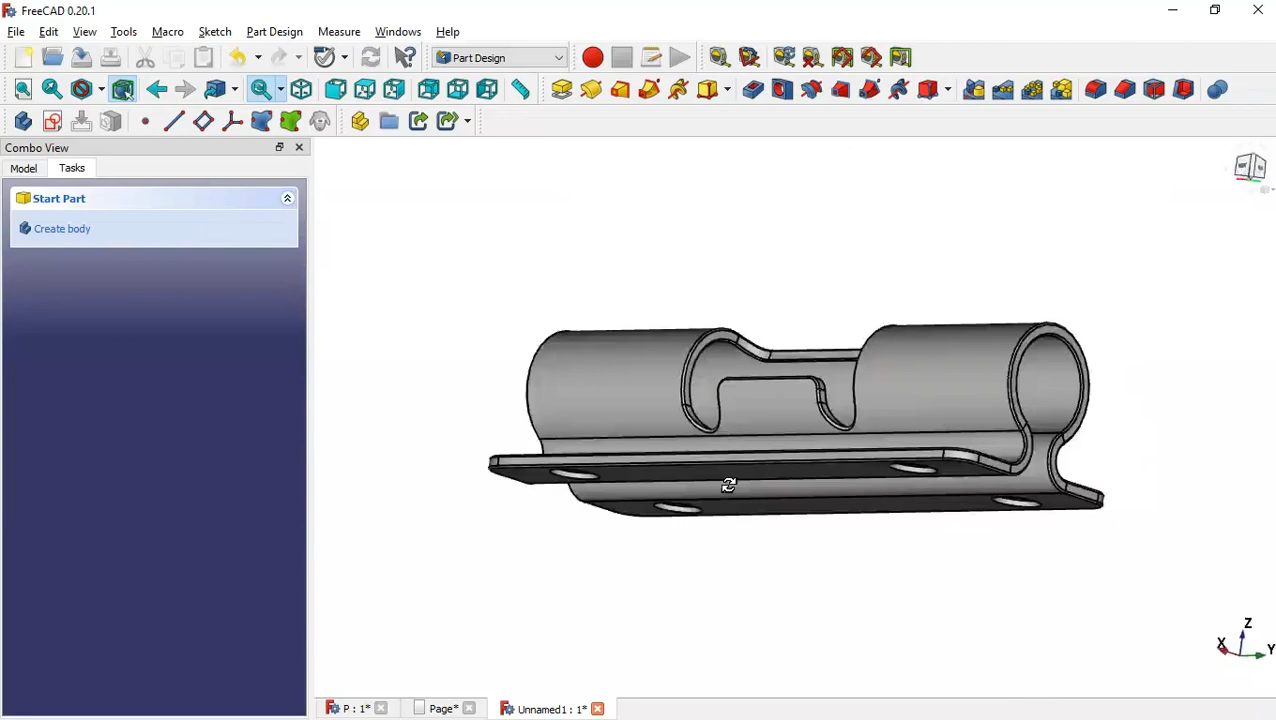 FreeCAD 0.20.1
File Edit View Tools Macro Sketch Part Design Measure Windows Help
Part Design
Combo View
Model Tasks
Start Part
Create body
Z
X
Y
P : 1*
Page*
Unnamed1 : 1*